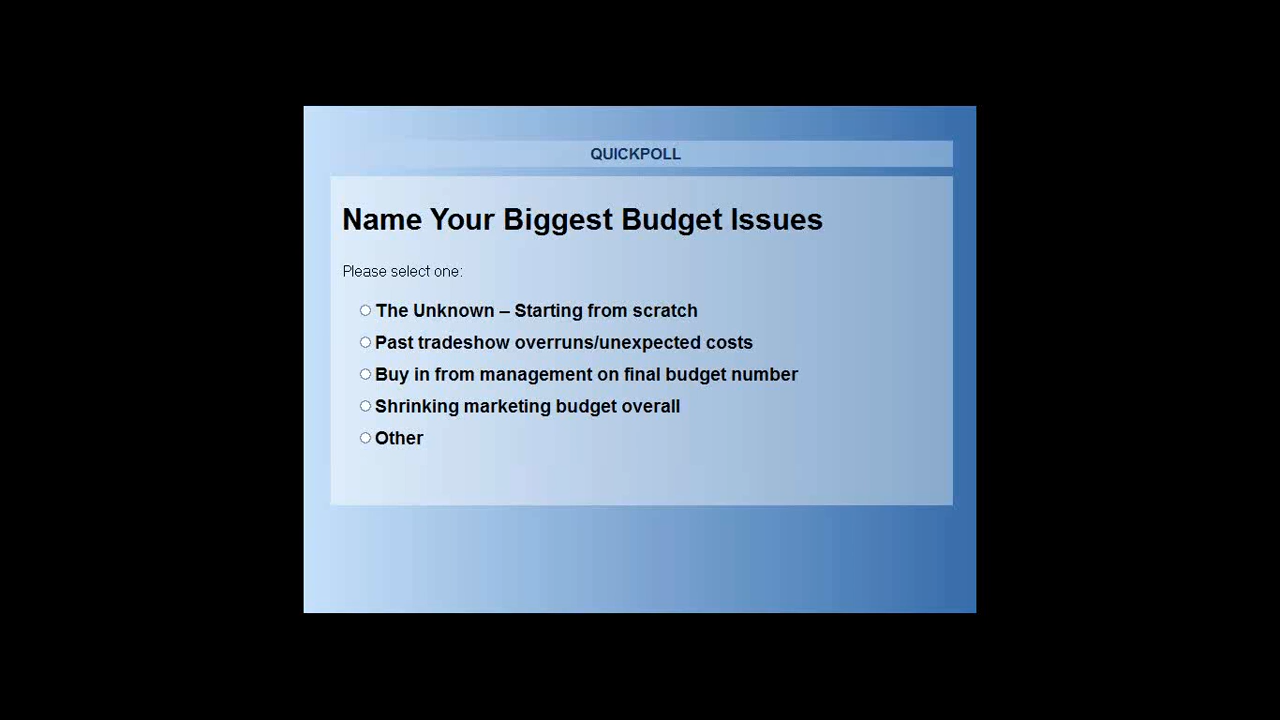 QUICKPOLL
Name Your Biggest Budget Issues
Please select one:
The Unknown – Starting from scratch
Past tradeshow overruns/unexpected costs
Buy in from management on final budget number
Shrinking marketing budget overall
Other